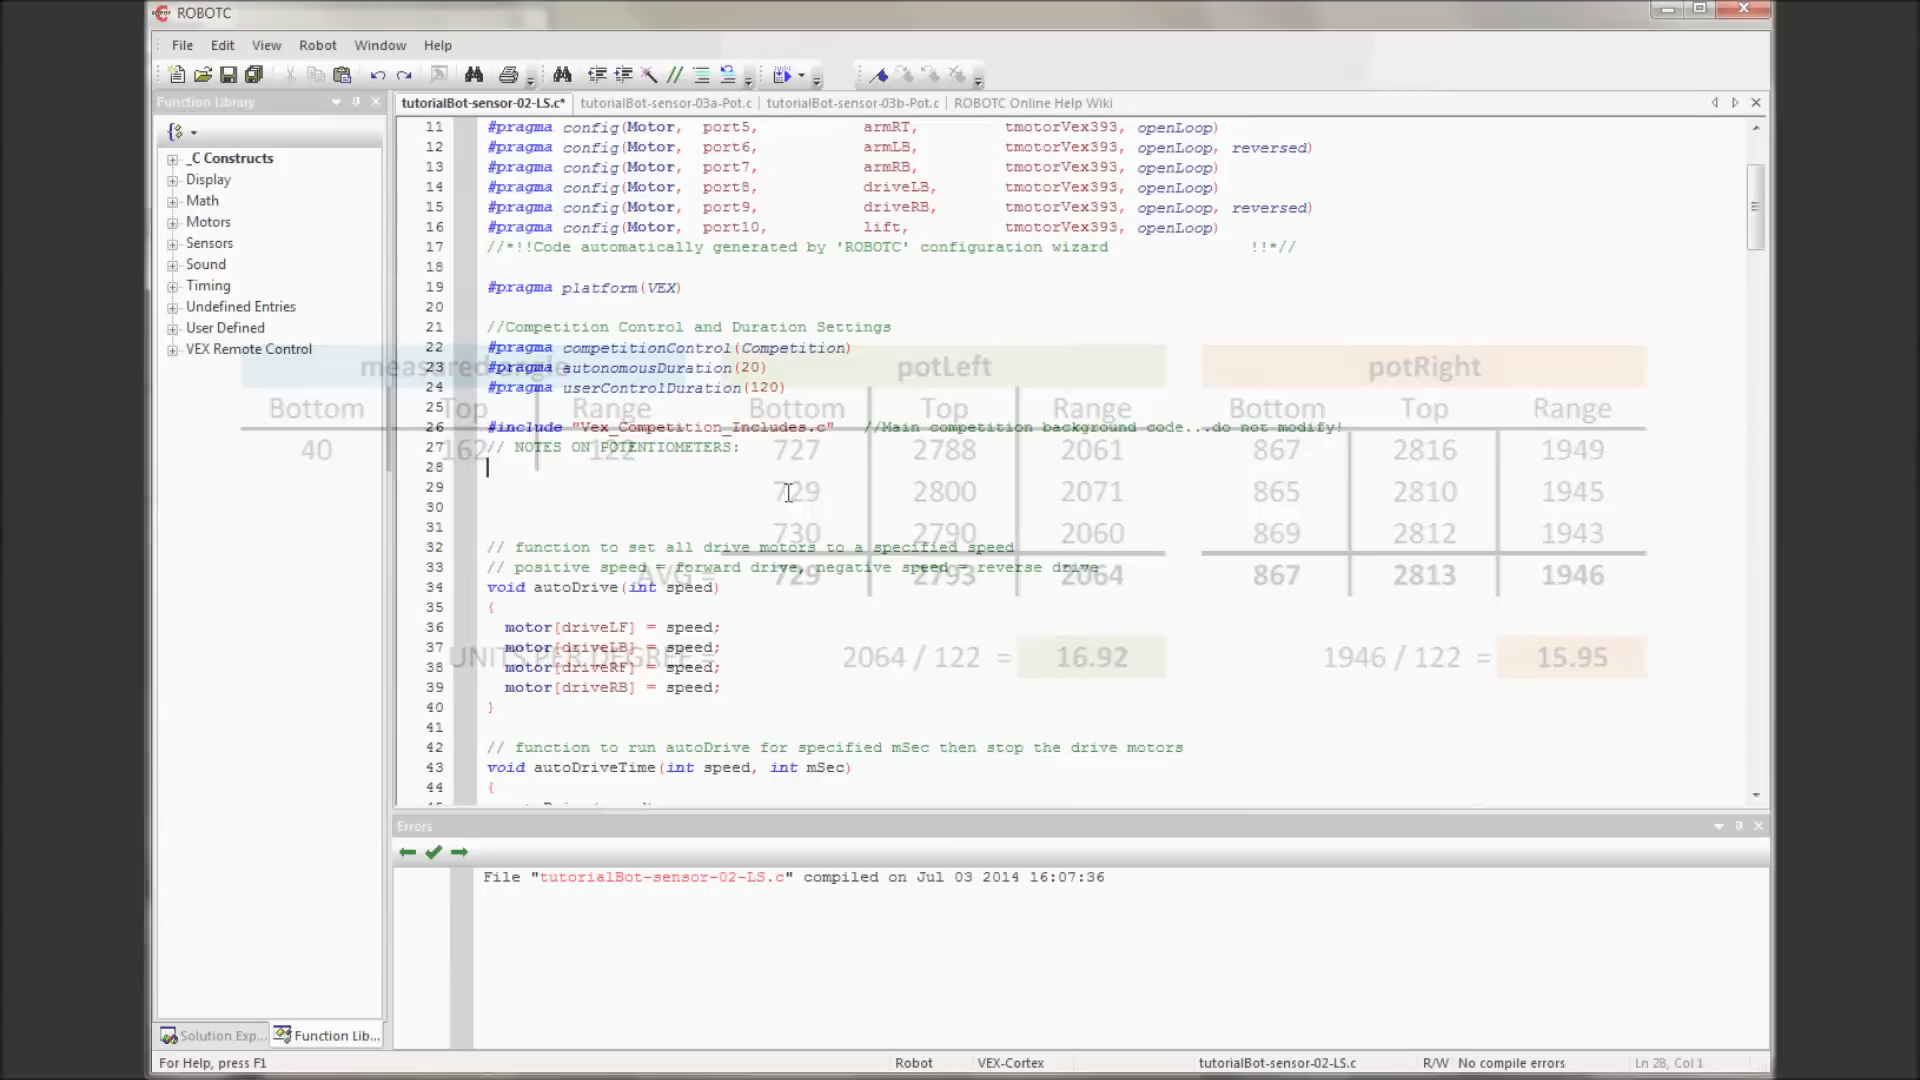 ROBOTC
File Edit View Robot Window Help
Function Library
tutorialBot-sensor-02-LS.c* tutorialBot-sensor-03a-Pot.c tutorialBot-sensor-03b-Pot.c ROBOTC Online Help Wiki
_C Constructs
Display
Math
Motors
Sensors
Sound
Timing
Undefined Entries
User Defined
VEX Remote Control
11 #pragma config(Motor, port5, armRT, tmotorVex393, openLoop)
12 #pragma config(Motor, port6, armLB, tmotorVex393, openLoop, reversed)
13 #pragma config(Motor, port7, armRB, tmotorVex393, openLoop)
14 #pragma config(Motor, port8, driveLB, tmotorVex393, openLoop)
15 #pragma config(Motor, port9, driveRB, tmotorVex393, openLoop, reversed)
16 #pragma config(Motor, port10, lift, tmotorVex393, openLoop)
17 //*!!Code automatically generated by 'ROBOTC' configuration wizard !!*//
18
19 #pragma platform(VEX)
20
21 //Competition Control and Duration Settings
22 #pragma competitionControl(Competition)
23 #pragma autonomousDuration(20)
24 #pragma userControlDuration(120)
25
26 #include "Vex_Competition_Includes.c" //Main competition background code...do not modify!
27 // NOTES ON POTENTIOMETERS:
28
29
30
31
32 // function to set all drive motors to a specified speed
33 // positive speed = forward drive, negative speed = reverse drive
34 void autoDrive(int speed)
35 {
36 motor[driveLF] = speed;
37 motor[driveLB] = speed;
38 motor[driveRF] = speed;
39 motor[driveRB] = speed;
40 }
41
42 // function to run autoDrive for specified mSec then stop the drive motors
43 void autoDriveTime(int speed, int mSec)
44 {
measured angle potLeft potRight
Bottom Top Range Bottom Top Range Bottom Top Range
40 162 122 727 2788 2061 867 2816 1949
729 2800 2071 865 2810 1945
730 2790 2060 869 2812 1943
AVG = 729 2793 2064 867 2813 1946
UNITS PER DEGREE = 2064 / 122 = 16.92 1946 / 122 = 15.95
Errors
File "tutorialBot-sensor-02-LS.c" compiled on Jul 03 2014 16:07:36
Solution Exp... Function Lib...
For Help, press F1 Robot VEX-Cortex tutorialBot-sensor-02-LS.c R/W No compile errors Ln 28, Col 1